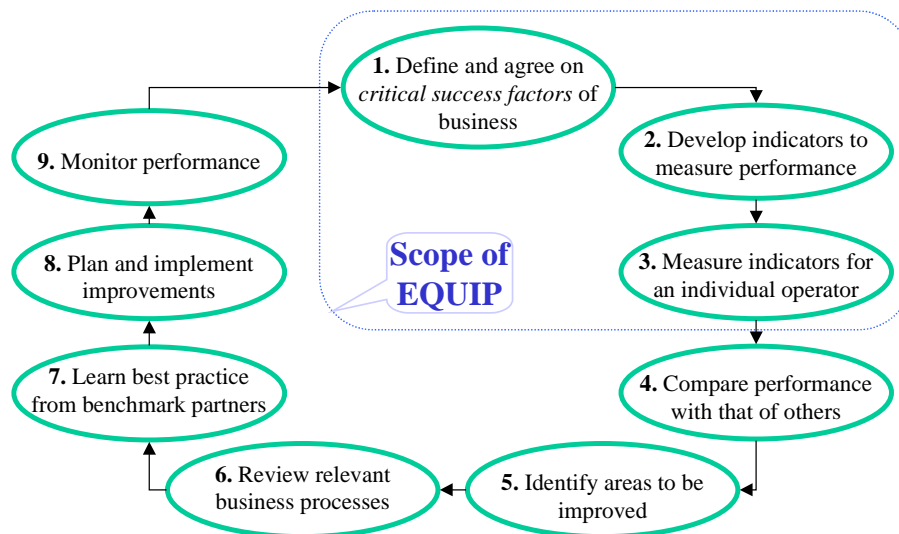 1. Define and agree on
critical success factors of
business
2. Develop indicators to
measure performance
3. Measure indicators for
an individual operator
4. Compare performance
with that of others
5. Identify areas to be
improved
6. Review relevant
business processes
7. Learn best practice
from benchmark partners
8. Plan and implement
improvements
9. Monitor performance
Scope of
EQUIP